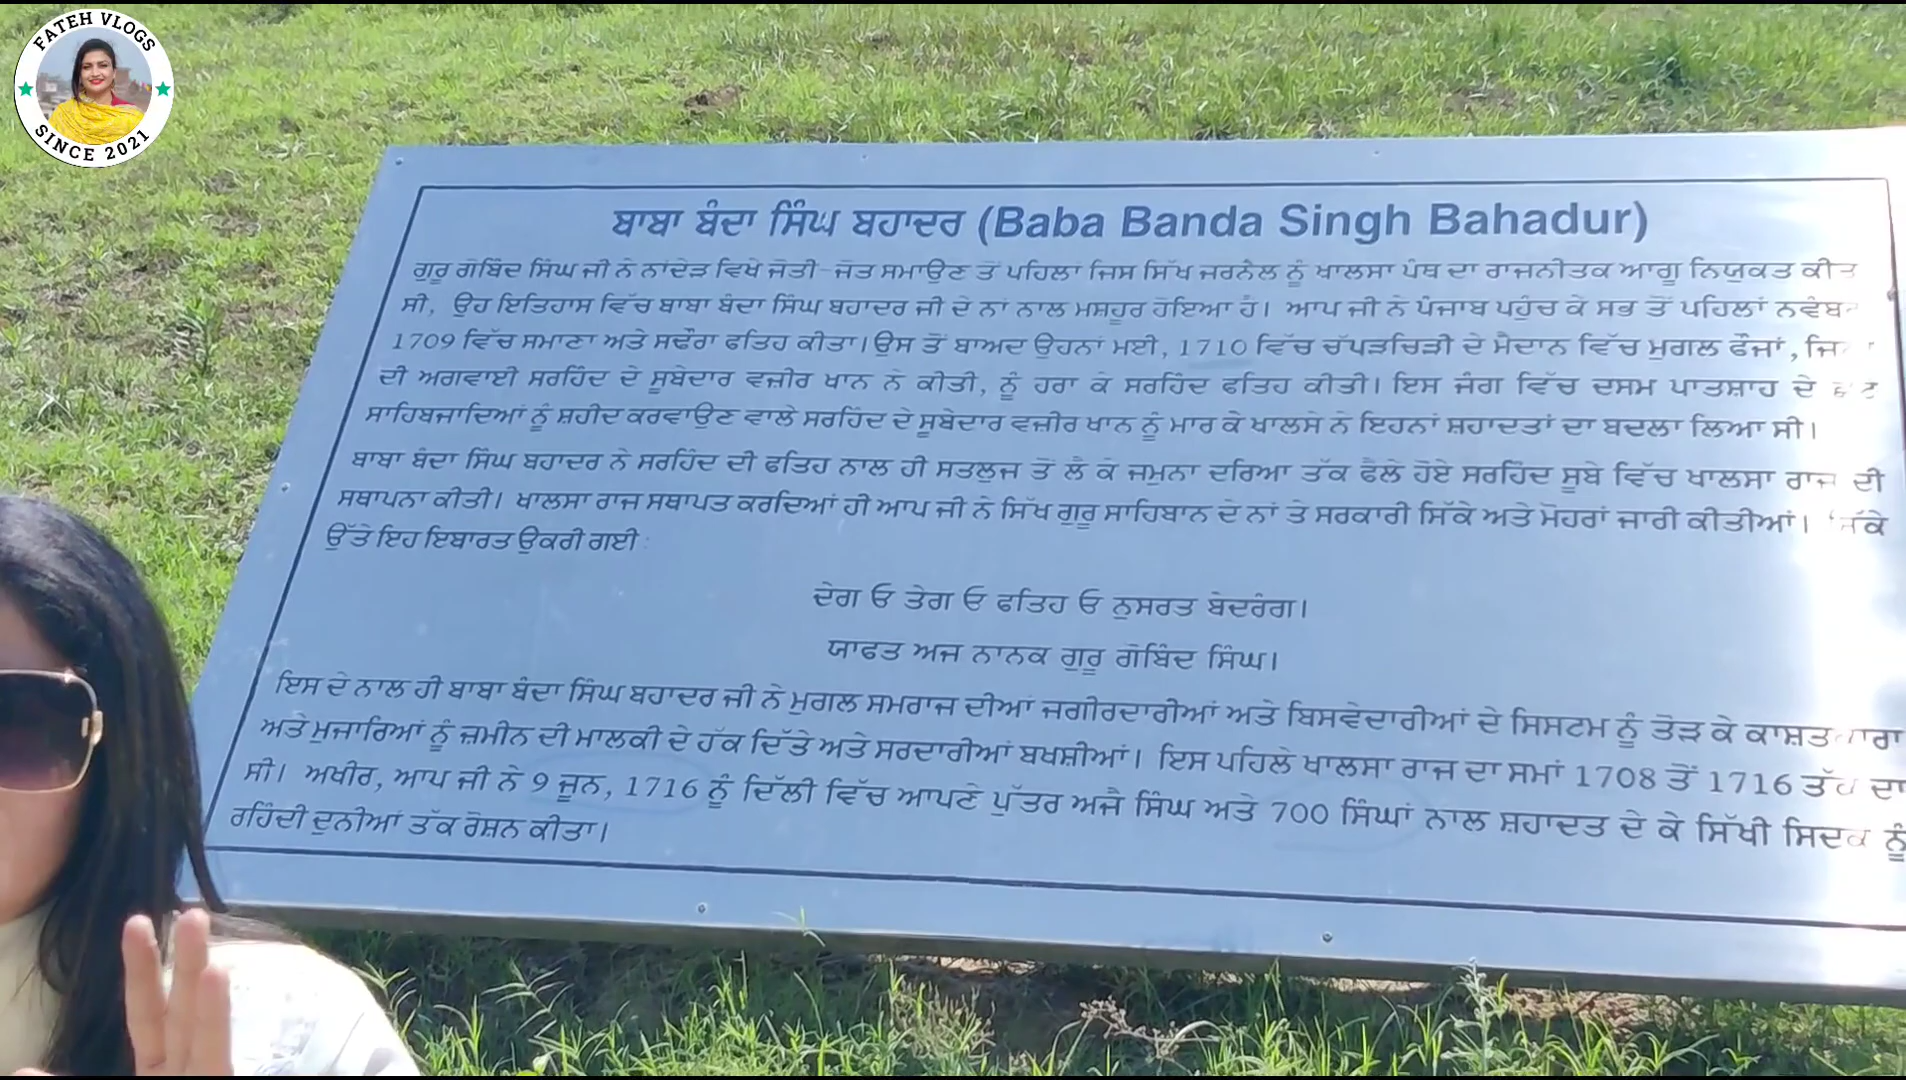 FATEH VLOGS
SINCE 2021
ਬਾਬਾ ਬੰਦਾ ਸਿੰਘ ਬਹਾਦਰ (Baba Banda Singh Bahadur)
ਗੁਰੂ ਗੋਬਿੰਦ ਸਿੰਘ ਜੀ ਨੇ ਨਾਂਦੇੜ ਵਿਖੇ ਜੋਤੀ-ਜੋਤ ਸਮਾਉਣ ਤੋਂ ਪਹਿਲਾਂ ਜਿਸ ਸਿੱਖ ਜਰਨੈਲ ਨੂੰ ਖਾਲਸਾ ਪੰਥ ਦਾ ਰਾਜਨੀਤਕ ਆਗੂ ਨਿਯੁਕਤ
ਸੀ, ਉਹ ਇਤਿਹਾਸ ਵਿੱਚ ਬਾਬਾ ਬੰਦਾ ਸਿੰਘ ਬਹਾਦਰ ਜੀ ਦੇ ਨਾਂ ਨਾਲ ਮਸ਼ਹੂਰ ਹੋਇਆ ਹੈ। ਆਪ ਜੀ ਨੇ ਪੰਜਾਬ ਪਹੁੰਚ ਕੇ ਸਭ ਤੋਂ ਪਹਿਲਾਂ
1709 ਵਿੱਚ ਸਮਾਣਾ ਅਤੇ ਸਢੌਰਾ ਫਤਿਹ ਕੀਤਾ। ਉਸ ਤੋਂ ਬਾਅਦ ਉਹਨਾਂ ਮਈ, 1710 ਵਿੱਚ ਚੱਪੜਚਿੜੀ ਦੇ ਮੈਦਾਨ ਵਿੱਚ ਮੁਗਲ ਫੌਜਾਂ,
ਦੀ ਅਗਵਾਈ ਸਰਹਿੰਦ ਦੇ ਸੂਬੇਦਾਰ ਵਜ਼ੀਰ ਖਾਨ ਨੇ ਕੀਤੀ, ਨੂੰ ਹਰਾ ਕੇ ਸਰਹਿੰਦ ਫਤਿਹ ਕੀਤੀ। ਇਸ ਜੰਗ ਵਿੱਚ ਦਸਮ ਪਾਤਸ਼ਾਹ ਦੇ
ਸਾਹਿਬਜਾਦਿਆਂ ਨੂੰ ਸ਼ਹੀਦ ਕਰਵਾਉਣ ਵਾਲੇ ਸਰਹਿੰਦ ਦੇ ਸੂਬੇਦਾਰ ਵਜ਼ੀਰ ਖਾਨ ਨੂੰ ਮਾਰ ਕੇ ਖਾਲਸੇ ਨੇ ਇਹਨਾਂ ਸ਼ਹਾਦਤਾਂ ਦਾ ਬਦਲਾ ਲਿਆ ਸੀ।
ਬਾਬਾ ਬੰਦਾ ਸਿੰਘ ਬਹਾਦਰ ਨੇ ਸਰਹਿੰਦ ਦੀ ਫਤਿਹ ਨਾਲ ਹੀ ਸਤਲੁਜ ਤੋਂ ਲੈ ਕੇ ਜਮੁਨਾ ਦਰਿਆ ਤੱਕ ਫੈਲੇ ਹੋਏ ਸਰਹਿੰਦ ਸੂਬੇ ਵਿੱਚ ਖਾਲਸਾ ਰਾਜ ਦੀ
ਸਥਾਪਨਾ ਕੀਤੀ। ਖਾਲਸਾ ਰਾਜ ਸਥਾਪਤ ਕਰਦਿਆਂ ਹੀ ਆਪ ਜੀ ਨੇ ਸਿੱਖ ਗੁਰੂ ਸਾਹਿਬਾਨ ਦੇ ਨਾਂ ਤੇ ਸਰਕਾਰੀ ਸਿੱਕੇ ਅਤੇ ਮੋਹਰਾਂ ਜਾਰੀ ਕੀਤੀਆਂ।
ਉੱਤੇ ਇਹ ਇਬਾਰਤ ਉਕਰੀ ਗਈ :
ਦੇਗ ਓ ਤੇਗ ਓ ਫਤਿਹ ਓ ਨੁਸਰਤ ਬੇਦਰੰਗ।
ਯਾਫਤ ਅਜ ਨਾਨਕ ਗੁਰੂ ਗੋਬਿੰਦ ਸਿੰਘ।
ਇਸ ਦੇ ਨਾਲ ਹੀ ਬਾਬਾ ਬੰਦਾ ਸਿੰਘ ਬਹਾਦਰ ਜੀ ਨੇ ਮੁਗਲ ਸਮਰਾਜ ਦੀਆਂ ਜਗੀਰਦਾਰੀਆਂ ਅਤੇ ਬਿਸਵੇਦਾਰੀਆਂ ਦੇ ਸਿਸਟਮ ਨੂੰ ਤੋੜ ਕੇ
ਅਤੇ ਮੁਜਾਰਿਆਂ ਨੂੰ ਜ਼ਮੀਨ ਦੀ ਮਾਲਕੀ ਦੇ ਹੱਕ ਦਿੱਤੇ ਅਤੇ ਸਰਦਾਰੀਆਂ ਬਖਸ਼ੀਆਂ। ਇਸ ਪਹਿਲੇ ਖਾਲਸਾ ਰਾਜ ਦਾ ਸਮਾਂ 1708 ਤੋਂ 1716 ਤੱਕ ਦਾ
ਸੀ। ਅਖੀਰ, ਆਪ ਜੀ ਨੇ 9 ਜੂਨ, 1716 ਨੂੰ ਦਿੱਲੀ ਵਿੱਚ ਆਪਣੇ ਪੁੱਤਰ ਅਜੈ ਸਿੰਘ ਅਤੇ 700 ਸਿੰਘਾਂ ਨਾਲ ਸ਼ਹਾਦਤ ਦੇ ਕੇ ਸਿੱਖੀ ਸਿਦਕ ਨੂੰ
ਰਹਿੰਦੀ ਦੁਨੀਆਂ ਤੱਕ ਰੋਸ਼ਨ ਕੀਤਾ।